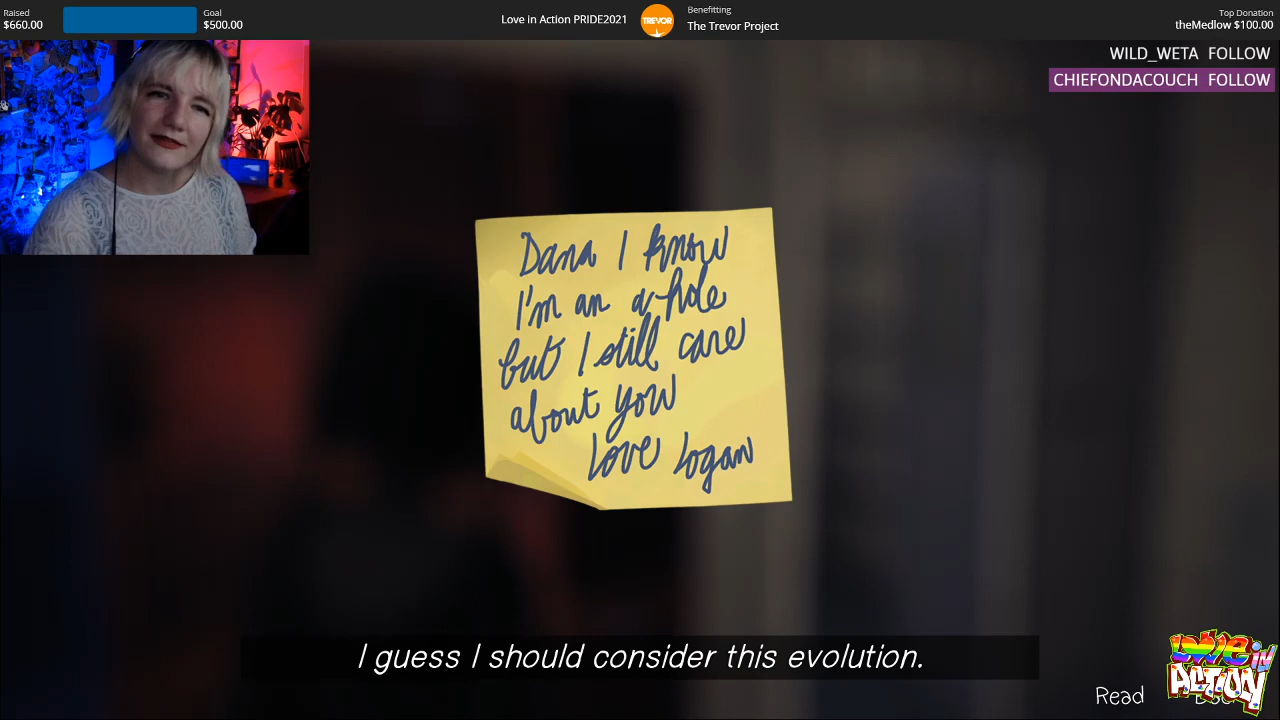 Raised
$660.00
Goal
$500.00
Love in Action PRIDE2021
TREVOR
Benefitting
The Trevor Project
Top Donation
theMedlow $100.00
WILD_WETA FOLLOW
CHIEFONDACOUCH FOLLOW
Dana I know
I'm an a-hole
but I still care
about you
Love Logan
I guess I should consider this evolution.
Read
Love in
ACTION